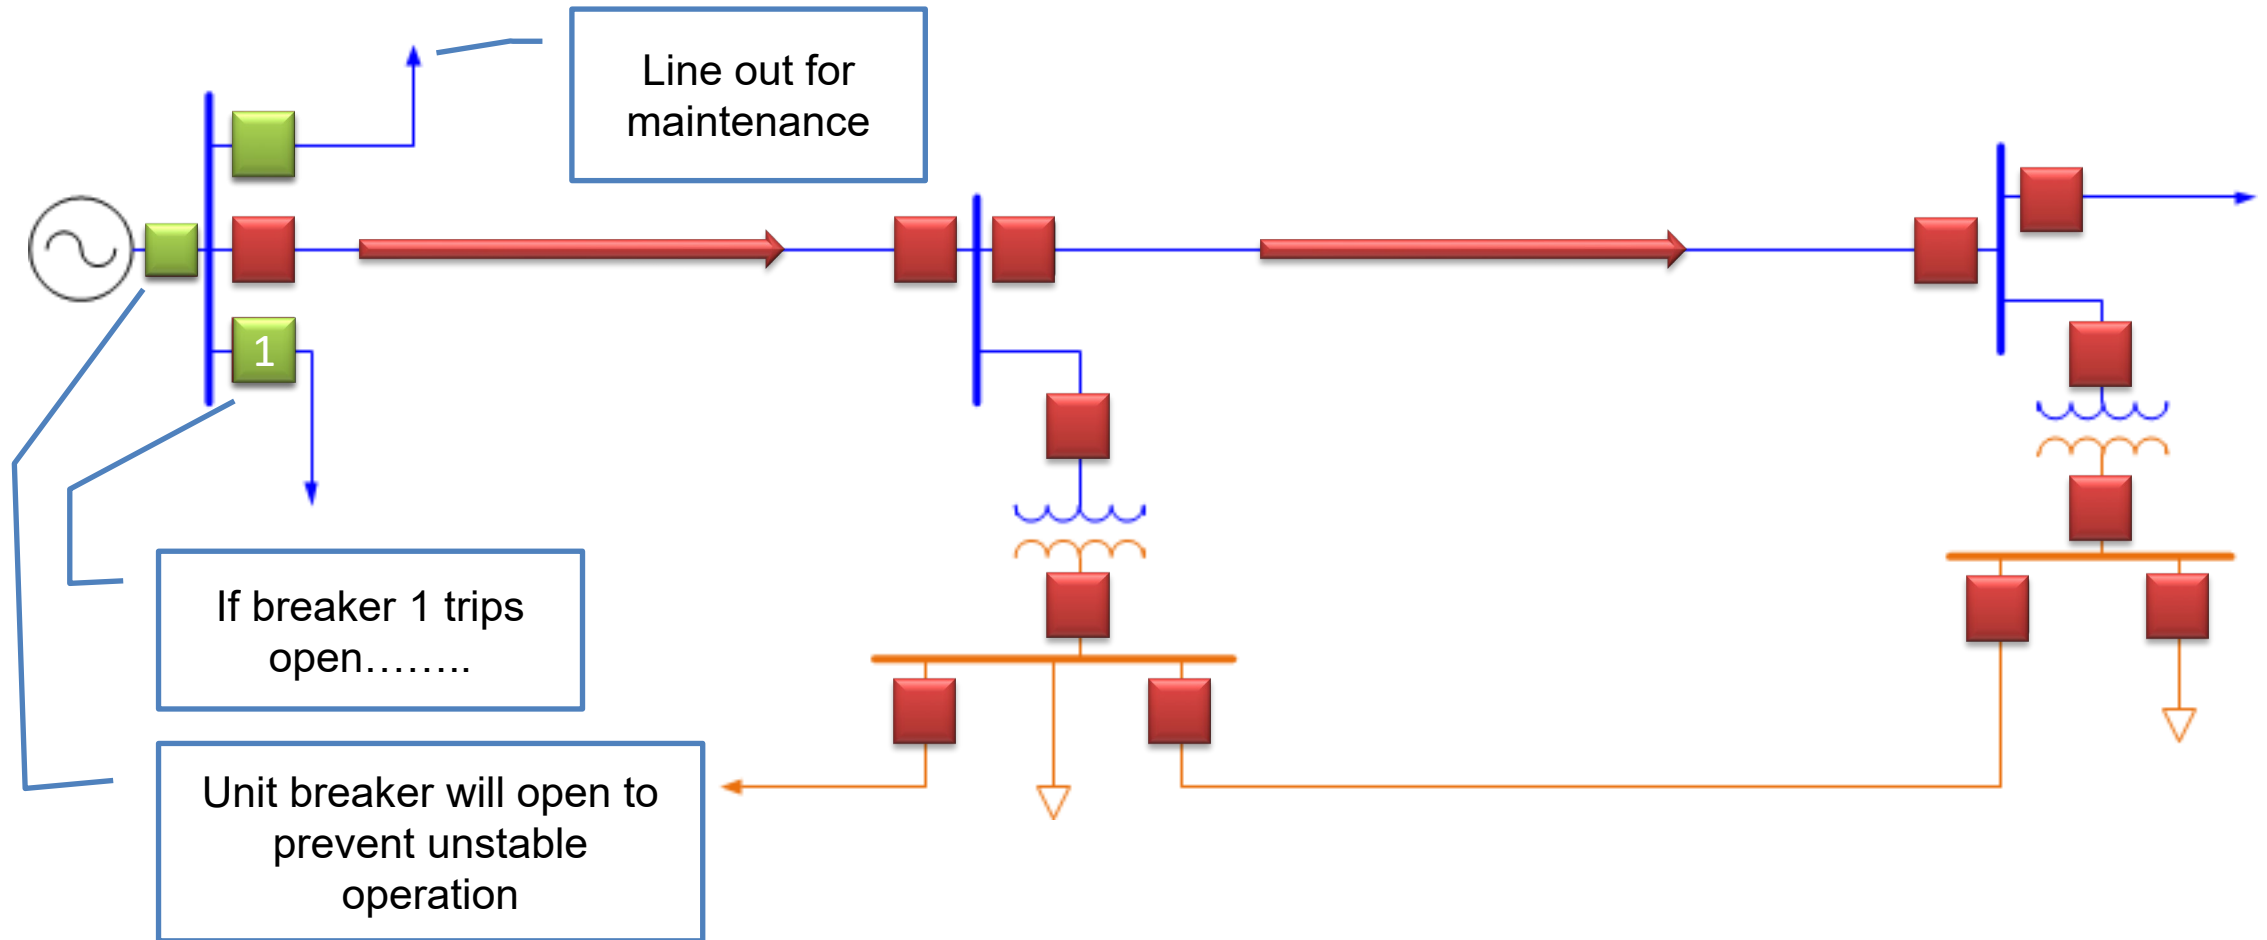 Line out for
maintenance
1
If breaker 1 trips
open……..
Unit breaker will open to
prevent unstable
operation